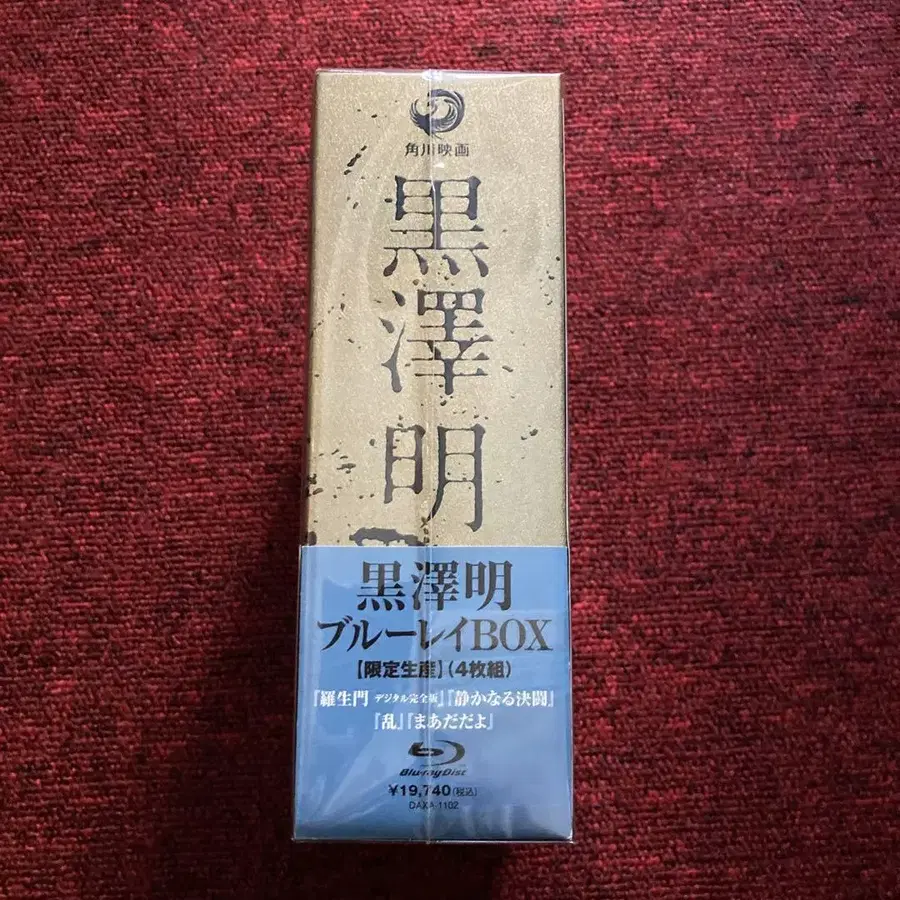 角川映画
黒澤明
黒澤明
ブルーレイBOX
【限定生産】(4枚組)
『羅生門 デジタル完全版』『静かなる決闘』
『乱』『まあだだよ』
Blu-ray Disc
¥19,740(税込)
DAXA-1102